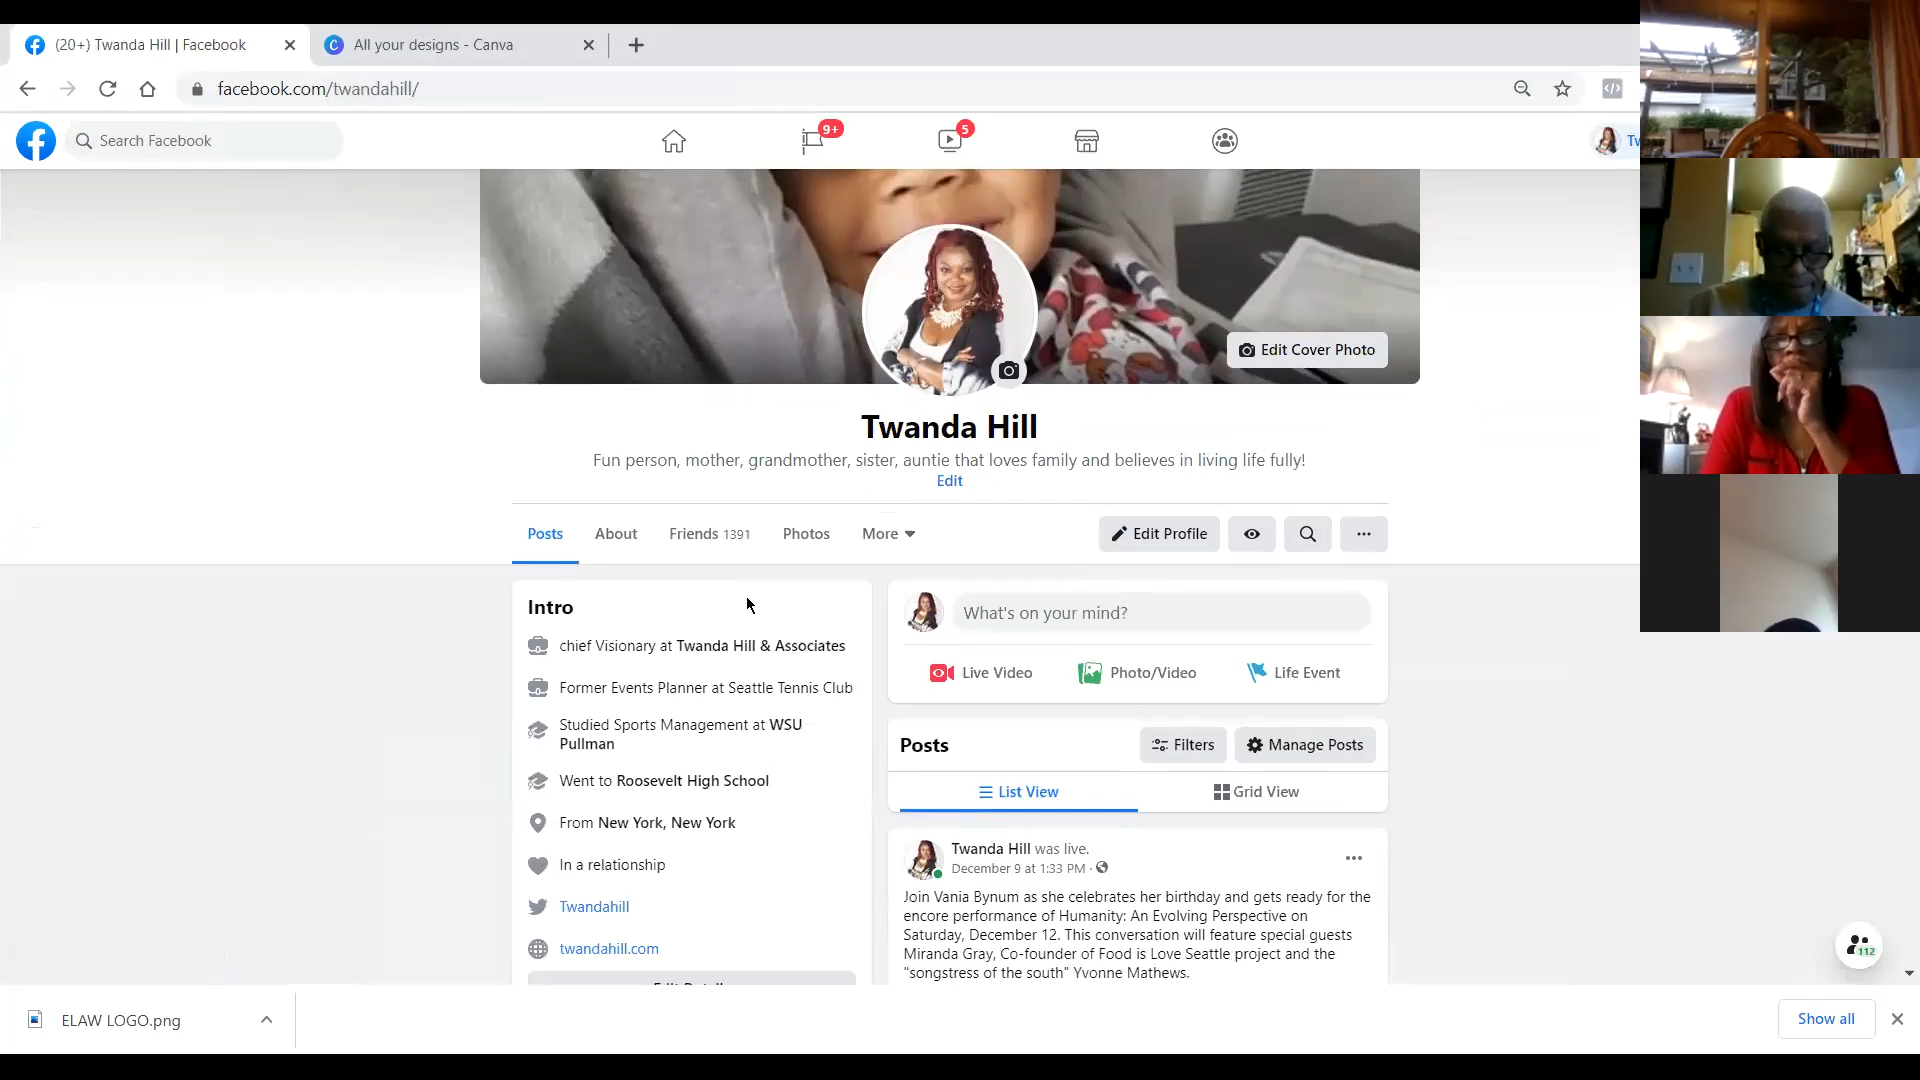 (20+) Twanda Hill | Facebook
All your designs - Canva
facebook.com/twandahill/
Search Facebook
9+
5
Tw
Edit Cover Photo
Twanda Hill
Fun person, mother, grandmother, sister, auntie that loves family and believes in living life fully!
Edit
Posts
About
Friends 1391
Photos
More
Edit Profile
Intro
chief Visionary at Twanda Hill & Associates
Former Events Planner at Seattle Tennis Club
Studied Sports Management at WSU
Pullman
Went to Roosevelt High School
From New York, New York
In a relationship
Twandahill
twandahill.com
What's on your mind?
Live Video
Photo/Video
Life Event
Posts
Filters
Manage Posts
List View
Grid View
Twanda Hill was live.
December 9 at 1:33 PM ·
Join Vania Bynum as she celebrates her birthday and gets ready for the
encore performance of Humanity: An Evolving Perspective on
Saturday, December 12. This conversation will feature special guests
Miranda Gray, Co-founder of Food is Love Seattle project and the
"songstress of the south" Yvonne Mathews.
112
ELAW LOGO.png
Show all